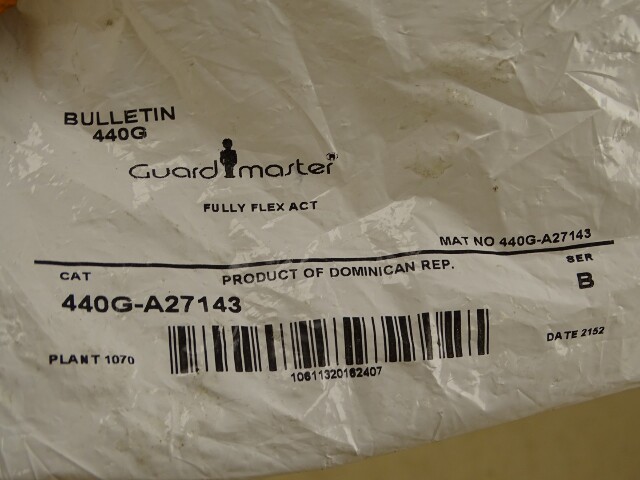 BULLETIN
440G
Guardmaster
FULLY FLEX ACT
MAT NO 440G-A27143
CAT
PRODUCT OF DOMINICAN REP.
SER
440G-A27143
B
PLANT 1070
DATE 2152
10611320162407